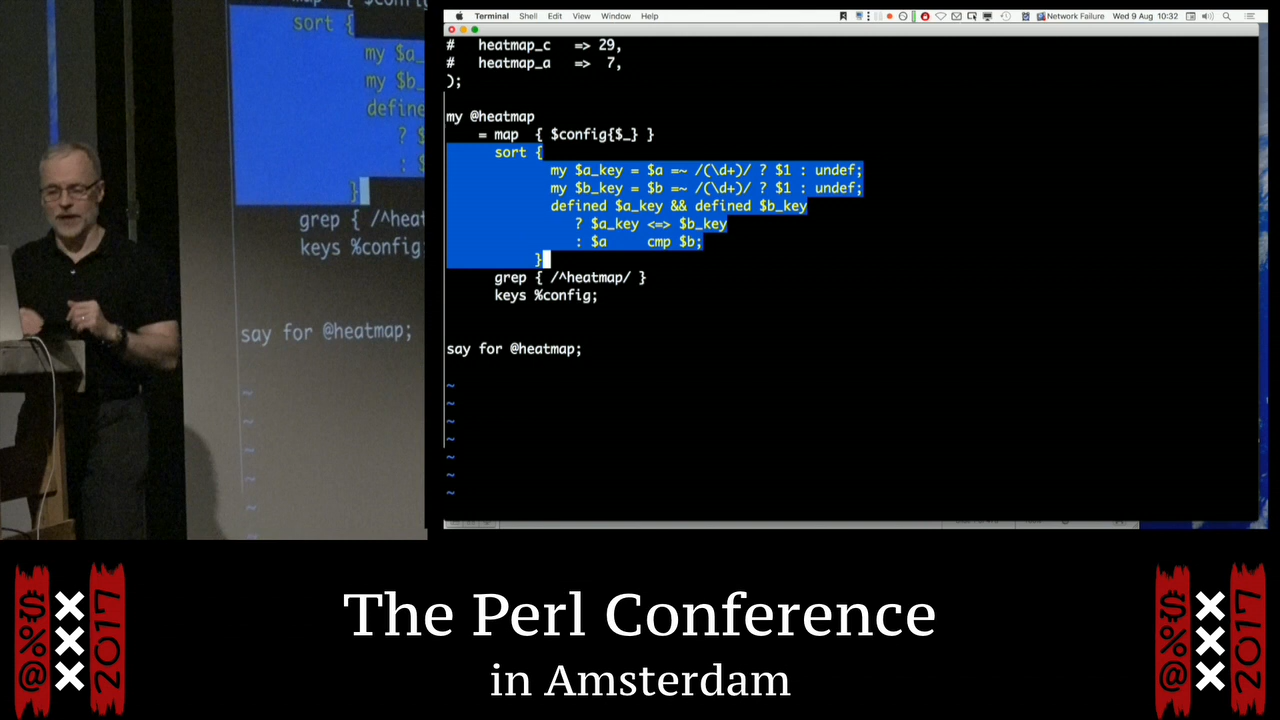 my $a_
my $b_
define
? $
: $
}
grep { /^heat
keys %config;
say for @heatmap;
~
~
~
~
~
Terminal Shell Edit View Window Help Network Failure Wed 9 Aug 10:32
# heatmap_c => 29,
# heatmap_a => 7,
);
my @heatmap
= map { $config{$_} }
sort {
my $a_key = $a =~ /(\d+)/ ? $1 : undef;
my $b_key = $b =~ /(\d+)/ ? $1 : undef;
defined $a_key && defined $b_key
? $a_key <=> $b_key
: $a cmp $b;
}
grep { /^heatmap/ }
keys %config;
say for @heatmap;
~
~
~
~
~
~
~
The Perl Conference
in Amsterdam
$%@
XXX
2017
$%@
XXX
2017